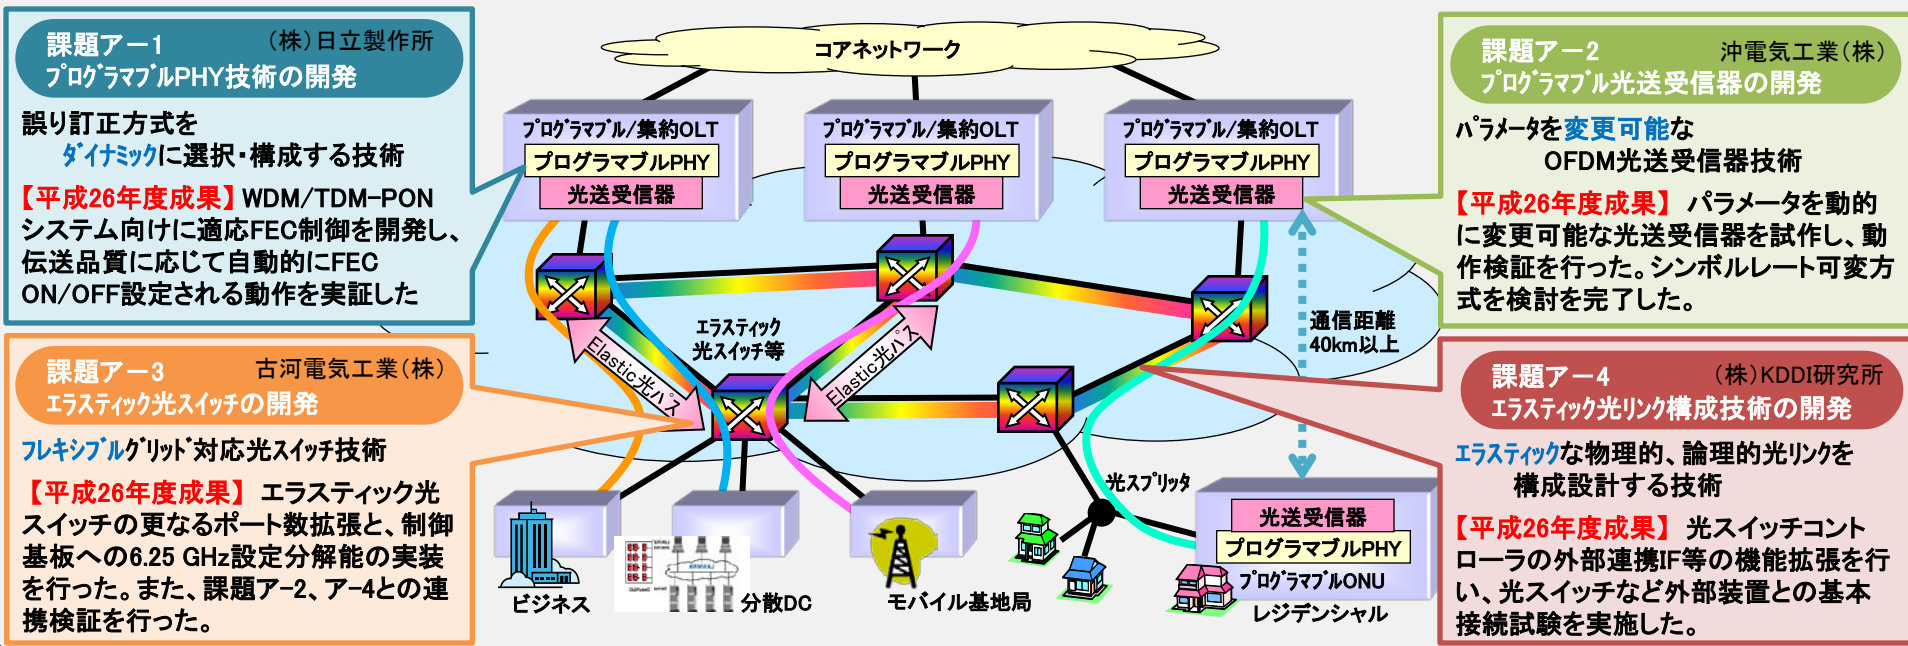 課題アー1 (株)日立製作所
プログラマブルPHY技術の開発
誤り訂正方式を
ダイナミックに選択・構成する技術
【平成26年度成果】 WDM/TDM-PON
システム向けに適応FEC制御を開発し、
伝送品質に応じて自動的にFEC
ON/OFF設定される動作を実証した
課題アー3 古河電気工業(株)
エラスティック光スイッチの開発
フレキシブルグリッド対応光スイッチ技術
【平成26年度成果】 エラスティック光
スイッチの更なるポート数拡張と、制御
基板への6.25 GHz設定分解能の実装
を行った。また、課題ア-2、ア-4との連
携検証を行った。
コアネットワーク
プログラマブル/集約OLT
プログラマブルPHY
光送受信器
プログラマブル/集約OLT
プログラマブルPHY
光送受信器
プログラマブル/集約OLT
プログラマブルPHY
光送受信器
エラスティック
光スイッチ等
Elastic光パス
Elastic光パス
通信距離
40km以上
光スプリッタ
光送受信器
プログラマブルPHY
プログラマブルONU
レジデンシャル
ビジネス
分散DC
モバイル基地局
課題アー2 沖電気工業(株)
プログラマブル光送受信器の開発
パラメータを変更可能な
OFDM光送受信器技術
【平成26年度成果】 パラメータを動的
に変更可能な光送受信器を試作し、動
作検証を行った。シンボルレート可変方
式を検討を完了した。
課題アー4 (株)KDDI研究所
エラスティック光リンク構成技術の開発
エラスティックな物理的、論理的光リンクを
構成設計する技術
【平成26年度成果】 光スイッチコント
ローラの外部連携IF等の機能拡張を行
い、光スイッチなど外部装置との基本
接続試験を実施した。